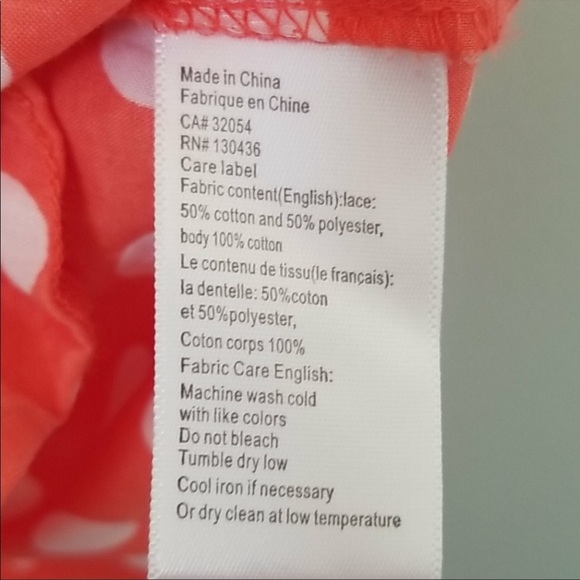 Made in China
Fabrique en Chine
CA# 32054
RN# 130436
Care label
Fabric content(English):lace:
50% cotton and 50% polyester,
body 100% cotton
Le contenu de tissu(le français):
la dentelle: 50%coton
et 50%polyester,
Coton corps 100%
Fabric Care English:
Machine wash cold
with like colors
Do not bleach
Tumble dry low
Cool iron if necessary
Or dry clean at low temperature